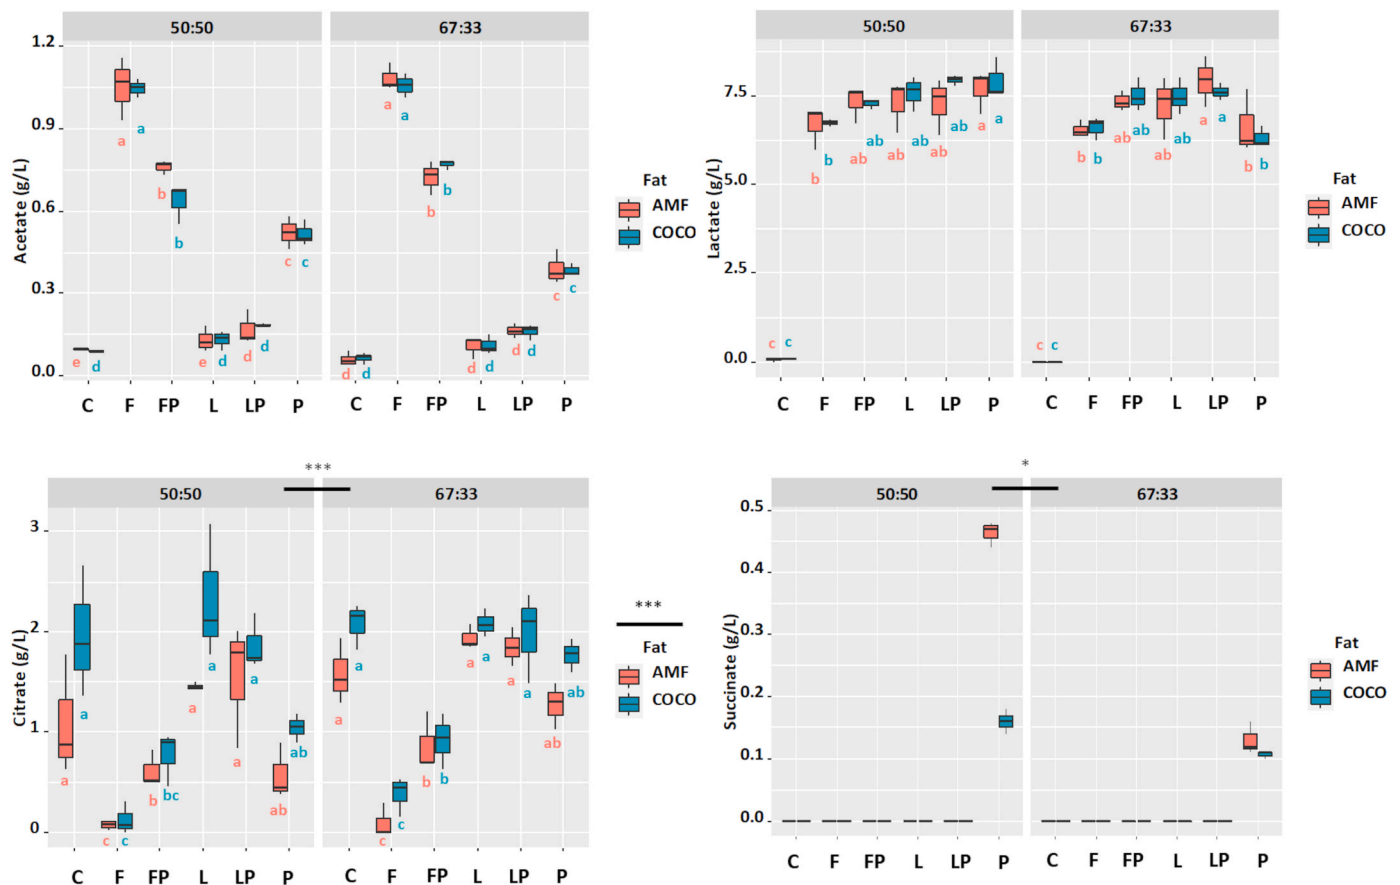 50:50
67:33
1.2
0.9
0.6
0.3
0.0
Acetate (g/L)
a
a
b
b
c
c
e
d
e
d
d
d
a
a
b
b
c
c
d
d
d
d
d
d
C F FP L LP P
C F FP L LP P
Fat
AMF
COCO
50:50
67:33
7.5
5.0
2.5
0.0
Lactate (g/L)
c c
b
b
ab
ab
ab
ab
ab
ab
a
a
c c
b b
ab
ab
ab
ab
a
a
b b
C F FP L LP P
C F FP L LP P
Fat
AMF
COCO
***
50:50
67:33
3
2
1
0
Citrate (g/L)
a
a
c c
b
bc
a
a
a
a
ab
ab
a
a
c
c
b
b
a
a
a
a
ab
ab
C F FP L LP P
C F FP L LP P
***
Fat
AMF
COCO
*
50:50
67:33
0.5
0.4
0.3
0.2
0.1
0.0
Succinate (g/L)
C F FP L LP P
C F FP L LP P
Fat
AMF
COCO